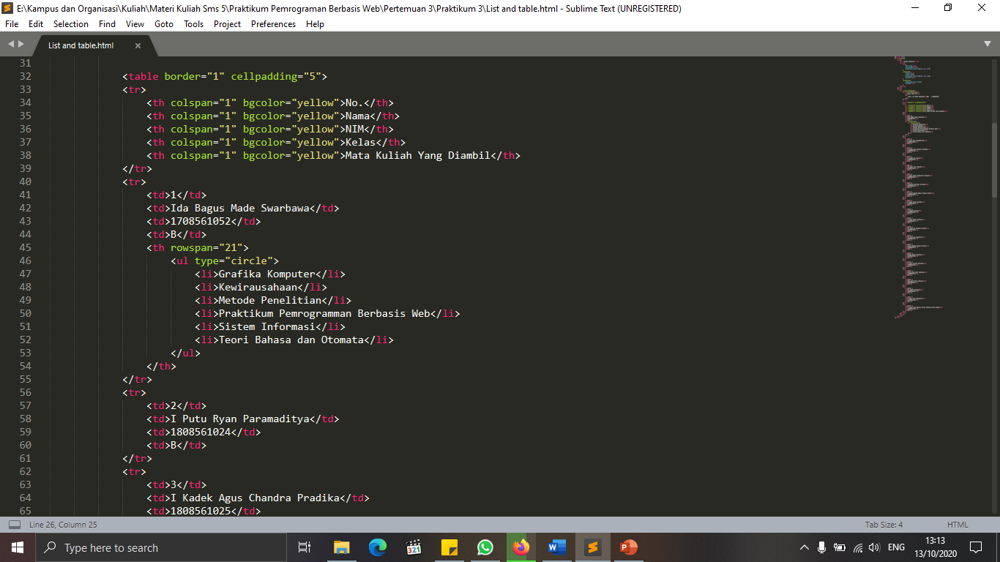 E:\Kampus dan Organisasi\Kuliah\Materi Kuliah Sms 5\Praktikum Pemrograman Berbasis Web\Pertemuan 3\Praktikum 3\List and table.html - Sublime Text (UNREGISTERED)
File Edit Selection Find View Goto Tools Project Preferences Help
List and table.html
31
32 <table border="1" cellpadding="5">
33 <tr>
34 <th colspan="1" bgcolor="yellow">No.</th>
35 <th colspan="1" bgcolor="yellow">Nama</th>
36 <th colspan="1" bgcolor="yellow">NIM</th>
37 <th colspan="1" bgcolor="yellow">Kelas</th>
38 <th colspan="1" bgcolor="yellow">Mata Kuliah Yang Diambil</th>
39 </tr>
40 <tr>
41 <td>1</td>
42 <td>Ida Bagus Made Swarbawa</td>
43 <td>1708561052</td>
44 <td>B</td>
45 <th rowspan="21">
46 <ul type="circle">
47 <li>Grafika Komputer</li>
48 <li>Kewirausahaan</li>
49 <li>Metode Penelitian</li>
50 <li>Praktikum Pemrogramman Berbasis Web</li>
51 <li>Sistem Informasi</li>
52 <li>Teori Bahasa dan Otomata</li>
53 </ul>
54 </th>
55 </tr>
56 <tr>
57 <td>2</td>
58 <td>I Putu Ryan Paramaditya</td>
59 <td>1808561024</td>
60 <td>B</td>
61 </tr>
62 <tr>
63 <td>3</td>
64 <td>I Kadek Agus Chandra Pradika</td>
65 <td>1808561025</td>
Line 26, Column 25
Tab Size: 4
HTML
Type here to search
321
ENG
13:13
13/10/2020